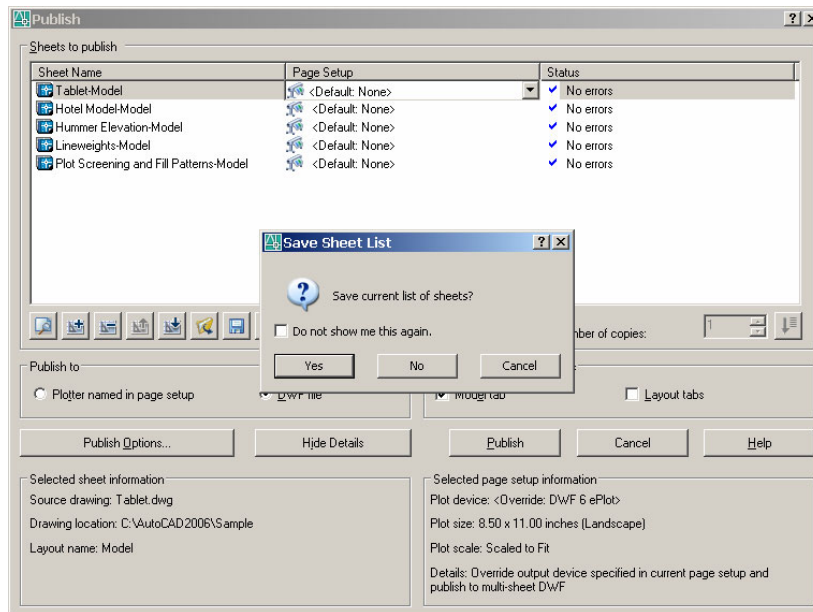 Publish
Sheets to publish
Sheet Name Page Setup Status
Tablet-Model <Default: None> No errors
Hotel Model-Model <Default: None> No errors
Hummer Elevation-Model <Default: None> No errors
Lineweights-Model <Default: None> No errors
Plot Screening and Fill Patterns-Model <Default: None> No errors
Save Sheet List
Save current list of sheets?
Do not show me this again.
Yes No Cancel
of copies: 1
Publish to
Plotter named in page setup DWF file Model tab Layout tabs
Publish Options... Hide Details Publish Cancel Help
Selected sheet information
Source drawing: Tablet.dwg
Drawing location: C:\AutoCAD2006\Sample
Layout name: Model
Selected page setup information
Plot device: <Override: DWF 6 ePlot>
Plot size: 8.50 x 11.00 inches (Landscape)
Plot scale: Scaled to Fit
Details: Override output device specified in current page setup and
publish to multi-sheet DWF